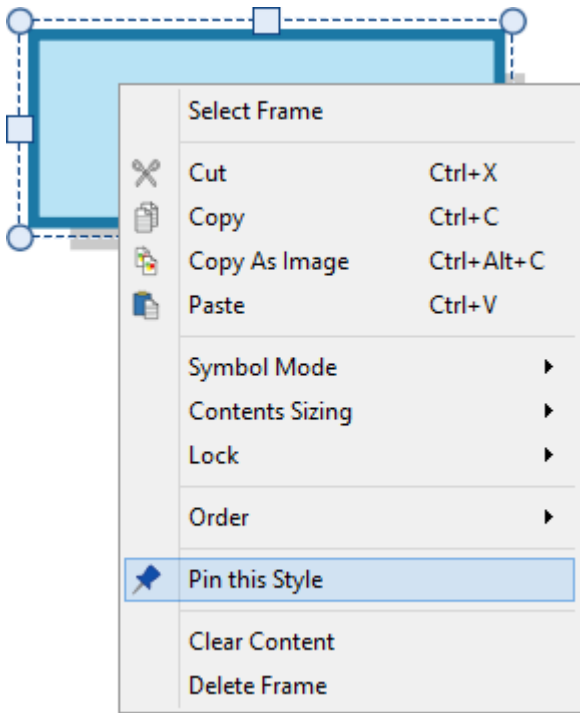 Select Frame
Cut Ctrl+X
Copy Ctrl+C
Copy As Image Ctrl+Alt+C
Paste Ctrl+V
Symbol Mode
Contents Sizing
Lock
Order
Pin this Style
Clear Content
Delete Frame